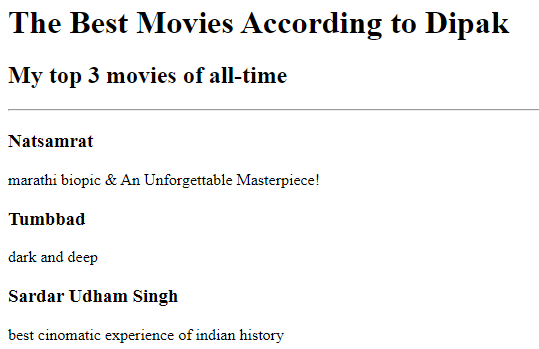 The Best Movies According to Dipak
My top 3 movies of all-time
Natsamrat
marathi biopic & An Unforgettable Masterpiece!
Tumbbad
dark and deep
Sardar Udham Singh
best cinomatic experience of indian history